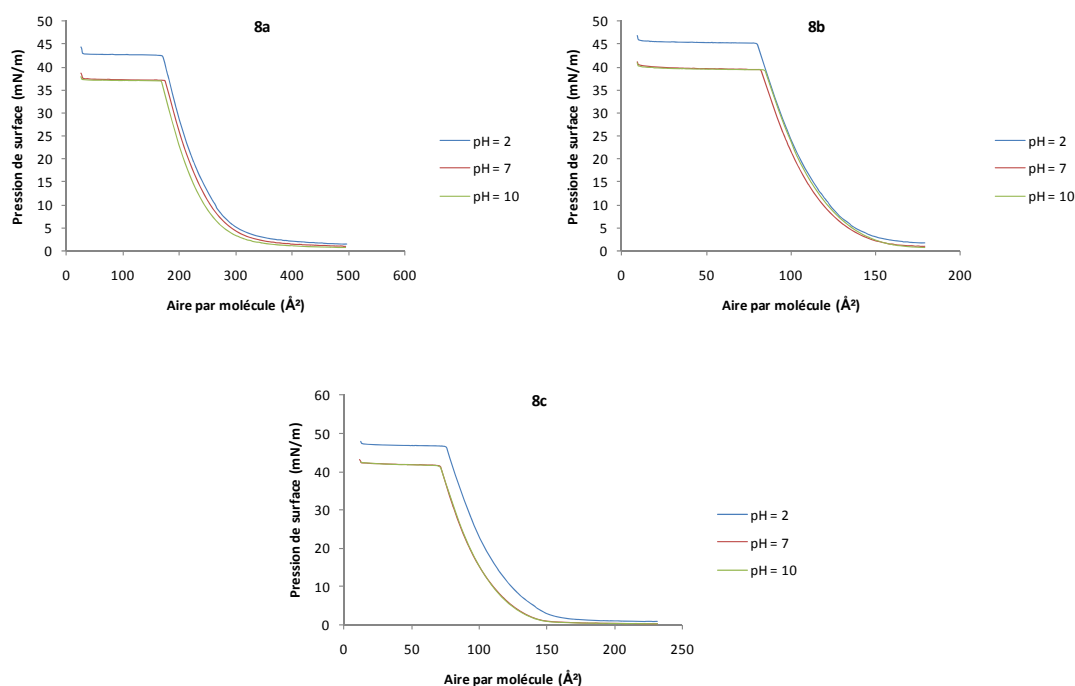 8a
Pression de surface (mN/m)
50
45
40
35
30
25
20
15
10
5
0
0 100 200 300 400 500 600
Aire par molécule (Å²)
pH = 2
pH = 7
pH = 10
8b
Pression de surface (mN/m)
50
45
40
35
30
25
20
15
10
5
0
0 50 100 150 200
Aire par molécule (Å²)
pH = 2
pH = 7
pH = 10
8c
Pression de surface (mN/m)
60
50
40
30
20
10
0
0 50 100 150 200 250
Aire par molécule (Å²)
pH = 2
pH = 7
pH = 10